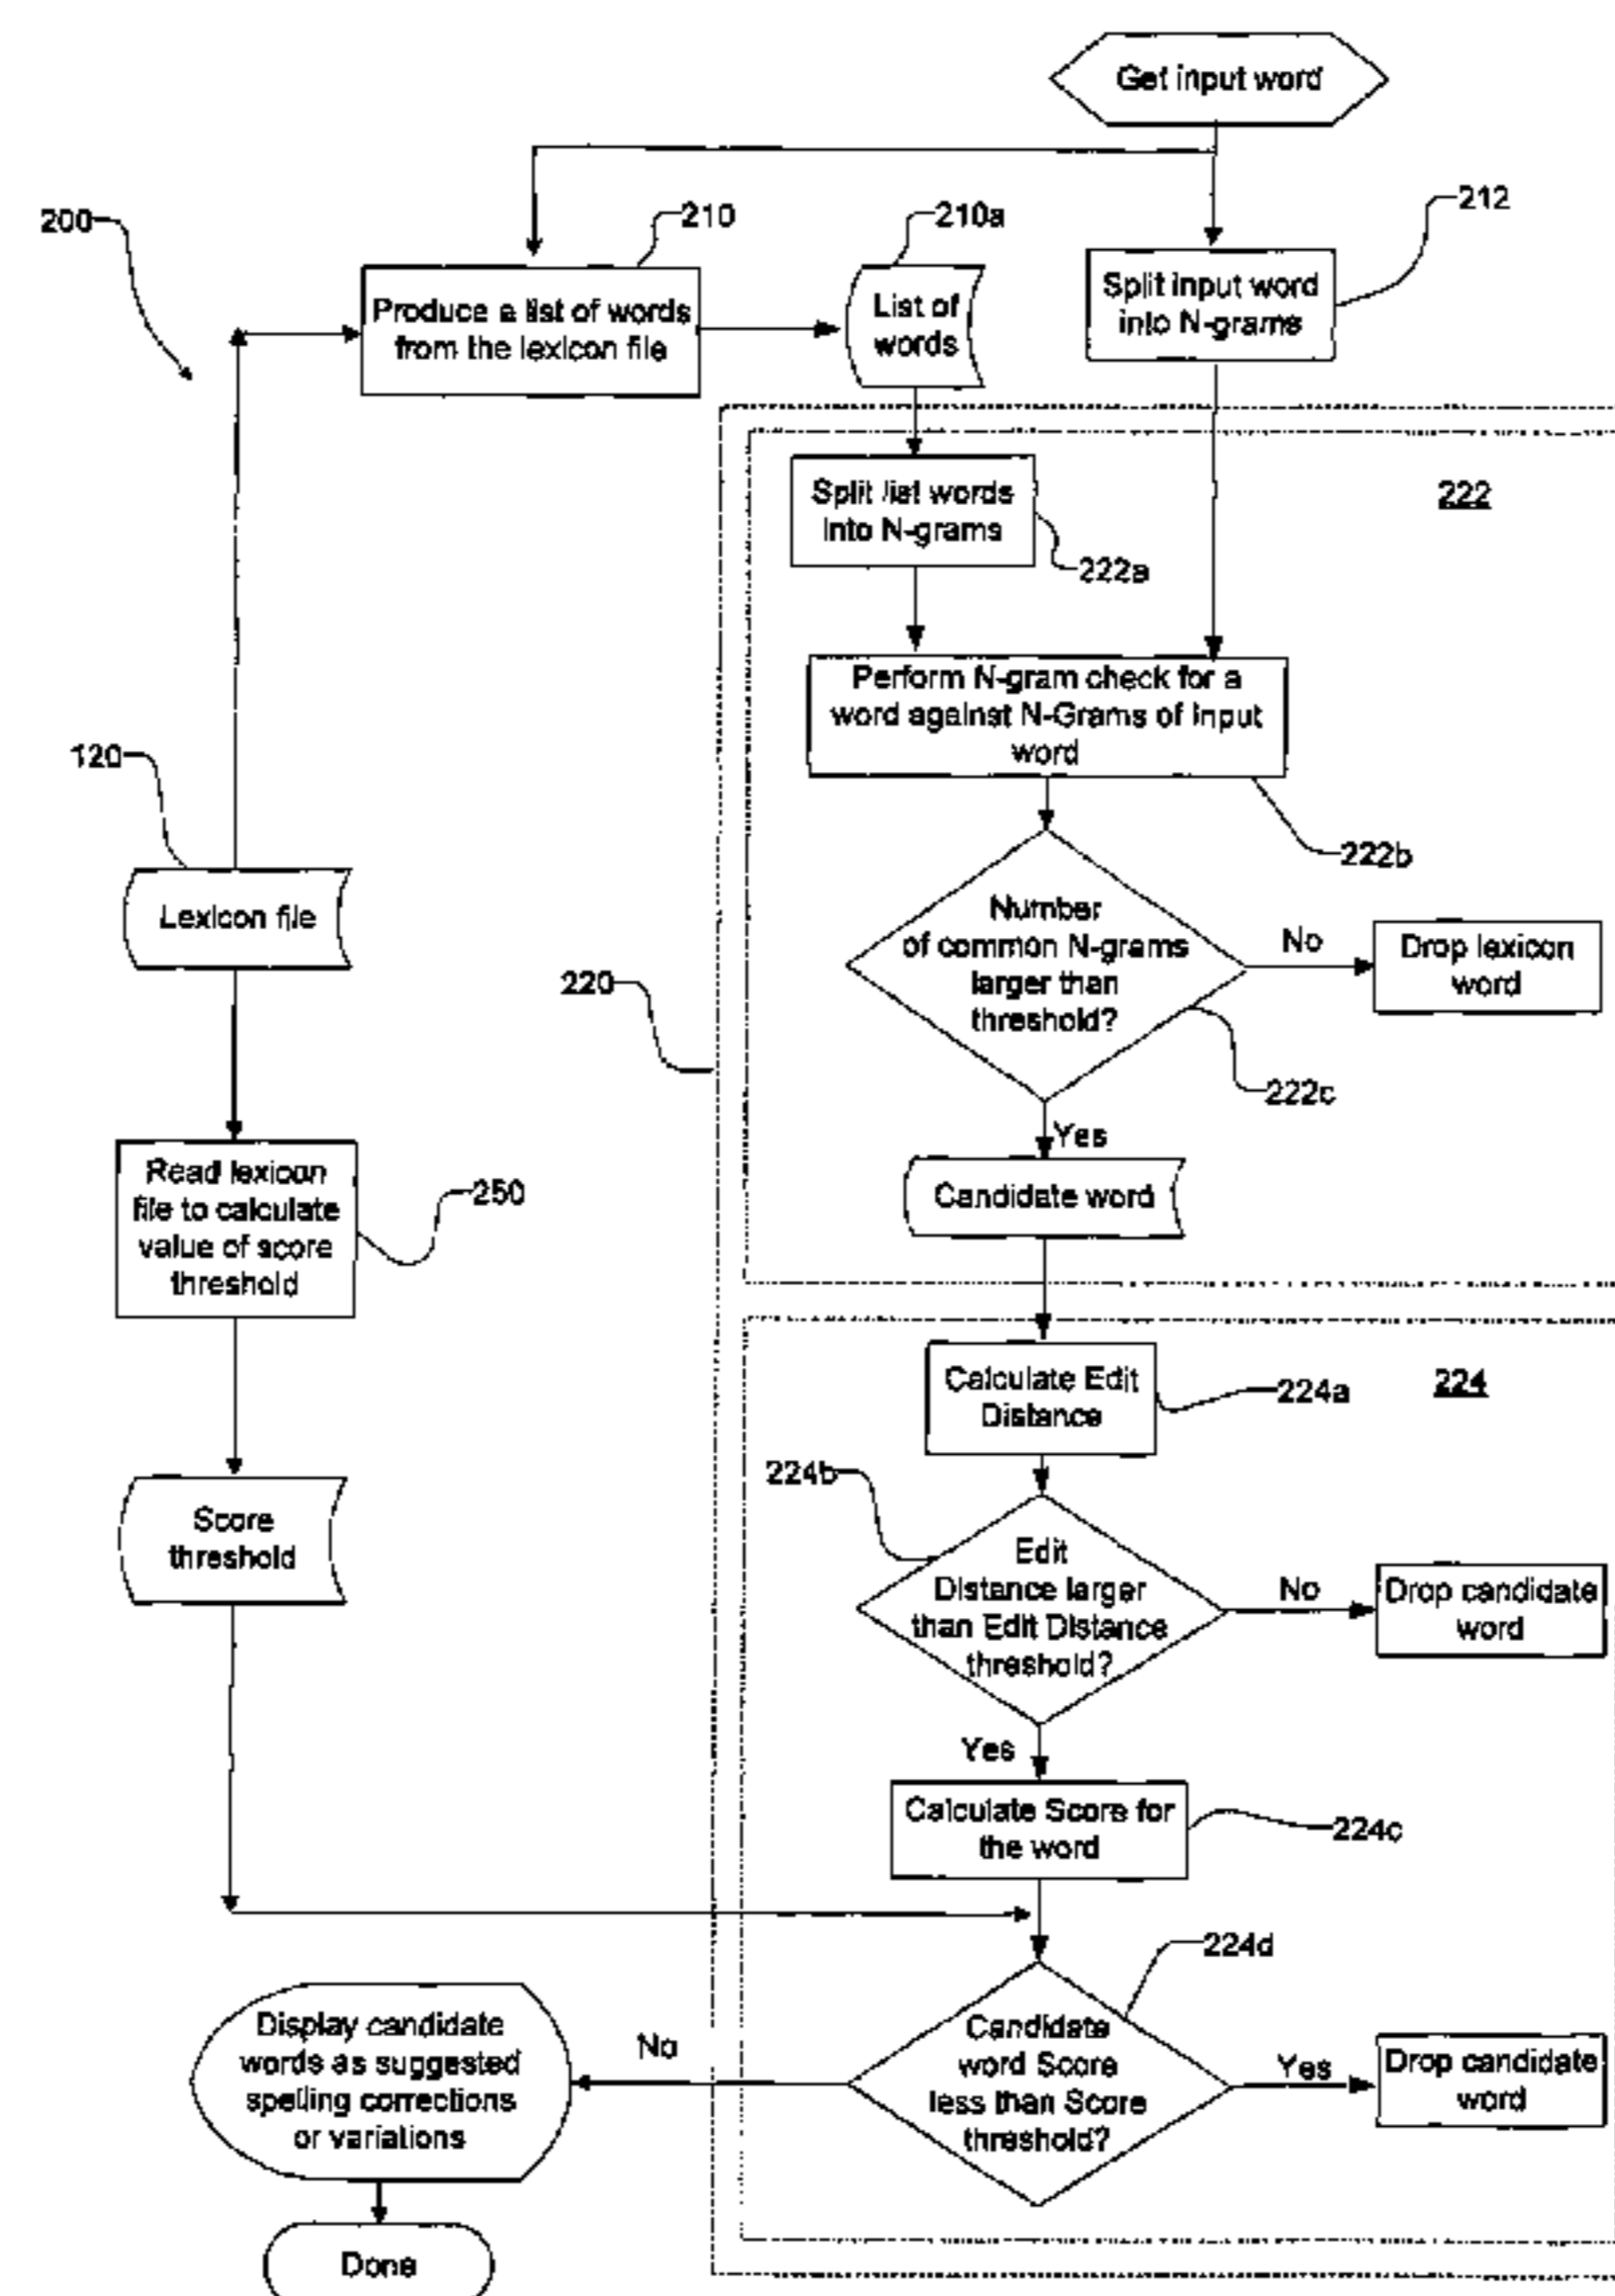 Get input word
200
210
210a
212
Produce a list of words
from the lexicon file
List of
words
Split input word
into N-grams
222
Split list words
into N-grams
222a
Perform N-gram check for a
word against N-Grams of input
word
120
222b
Lexicon file
Number
of common N-grams
larger than
threshold?
No
Drop lexicon
word
220
222c
Yes
Read lexicon
file to calculate
value of score
threshold
250
Candidate word
Calculate Edit
Distance
224a
224
224b
Score
threshold
Edit
Distance larger
than Edit Distance
threshold?
No
Drop candidate
word
Yes
Calculate Score for
the word
224c
224d
Display candidate
words as suggested
spelling corrections
or variations
No
Candidate
word Score
less than Score
threshold?
Yes
Drop candidate
word
Done